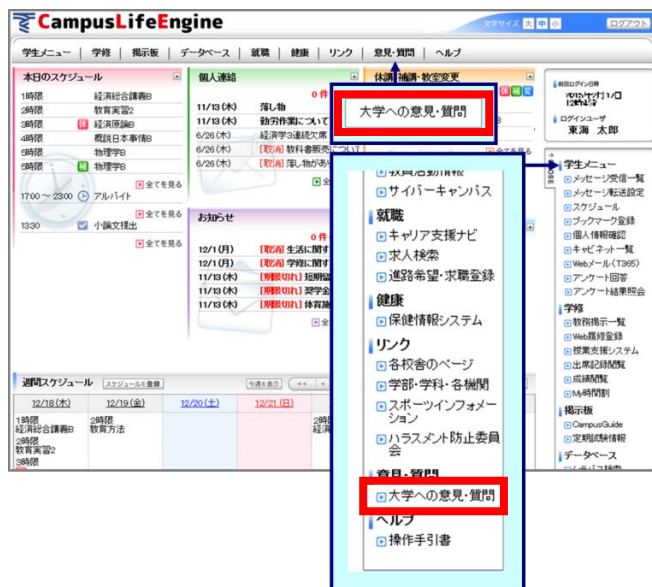 CampusLifeEngine
文字サイズ 大 中 小
ログアウト
学生メニュー | 学修 | 掲示板 | データベース | 就職 | 健康 | リンク | 意見・質問 | ヘルプ
本日のスケジュール
1時限 経済総合講義B
2時限 教育実習2
3時限 休 経済原論B
4時限 概説日本事情B
5時限 物理学B
5時限 補 物理学B
全てを見る
17:00 ~ 23:00 アルバイト
全てを見る
13:30 小論文提出
全てを見る
個人連絡
0件
11/13(木) 落し物
11/13(木) 勤労作業について
6/26(木) 経済学3連続欠席
6/26(木) [取消] 教科書販売について
6/26(木) [取消] 落し物があ
お知らせ
0件
12/1(月) [取消] 生活に関す
12/1(月) [取消] 学修に関す
11/13(木) [期限切れ] 短期留
11/13(木) [期限切れ] 奨学金
11/13(木) [期限切れ] 体育施
休講・補講・教室変更
休 補 変
全てを見る
大学への意見・質問
サイバーキャンパス
就職
キャリア支援ナビ
求人検索
進路希望・求職登録
健康
保健情報システム
リンク
各校舎のページ
学部・学科・各機関
スポーツインフォメー
ション
ハラスメント防止委員
会
意見・質問
大学への意見・質問
ヘルプ
操作手引書
前回ログイン日時
ログインユーザ
東海 太郎
CLOSE
学生メニュー
メッセージ受信一覧
メッセージ転送設定
スケジュール
ブックマーク登録
個人情報確認
キャビネット一覧
Webメール(T365)
アンケート回答
アンケート結果照会
学修
教務掲示一覧
Web履修登録
授業支援システム
出席記録閲覧
成績閲覧
My時間割
掲示板
CampusGuide
定期試験情報
データベース
週間スケジュール スケジュールを登録 今週を表示
12/18(木) 12/19(金) 12/20(土) 12/21(日)
1時限
経済総合講義B
2時限
教育実習2
3時限
2時限
教育方法